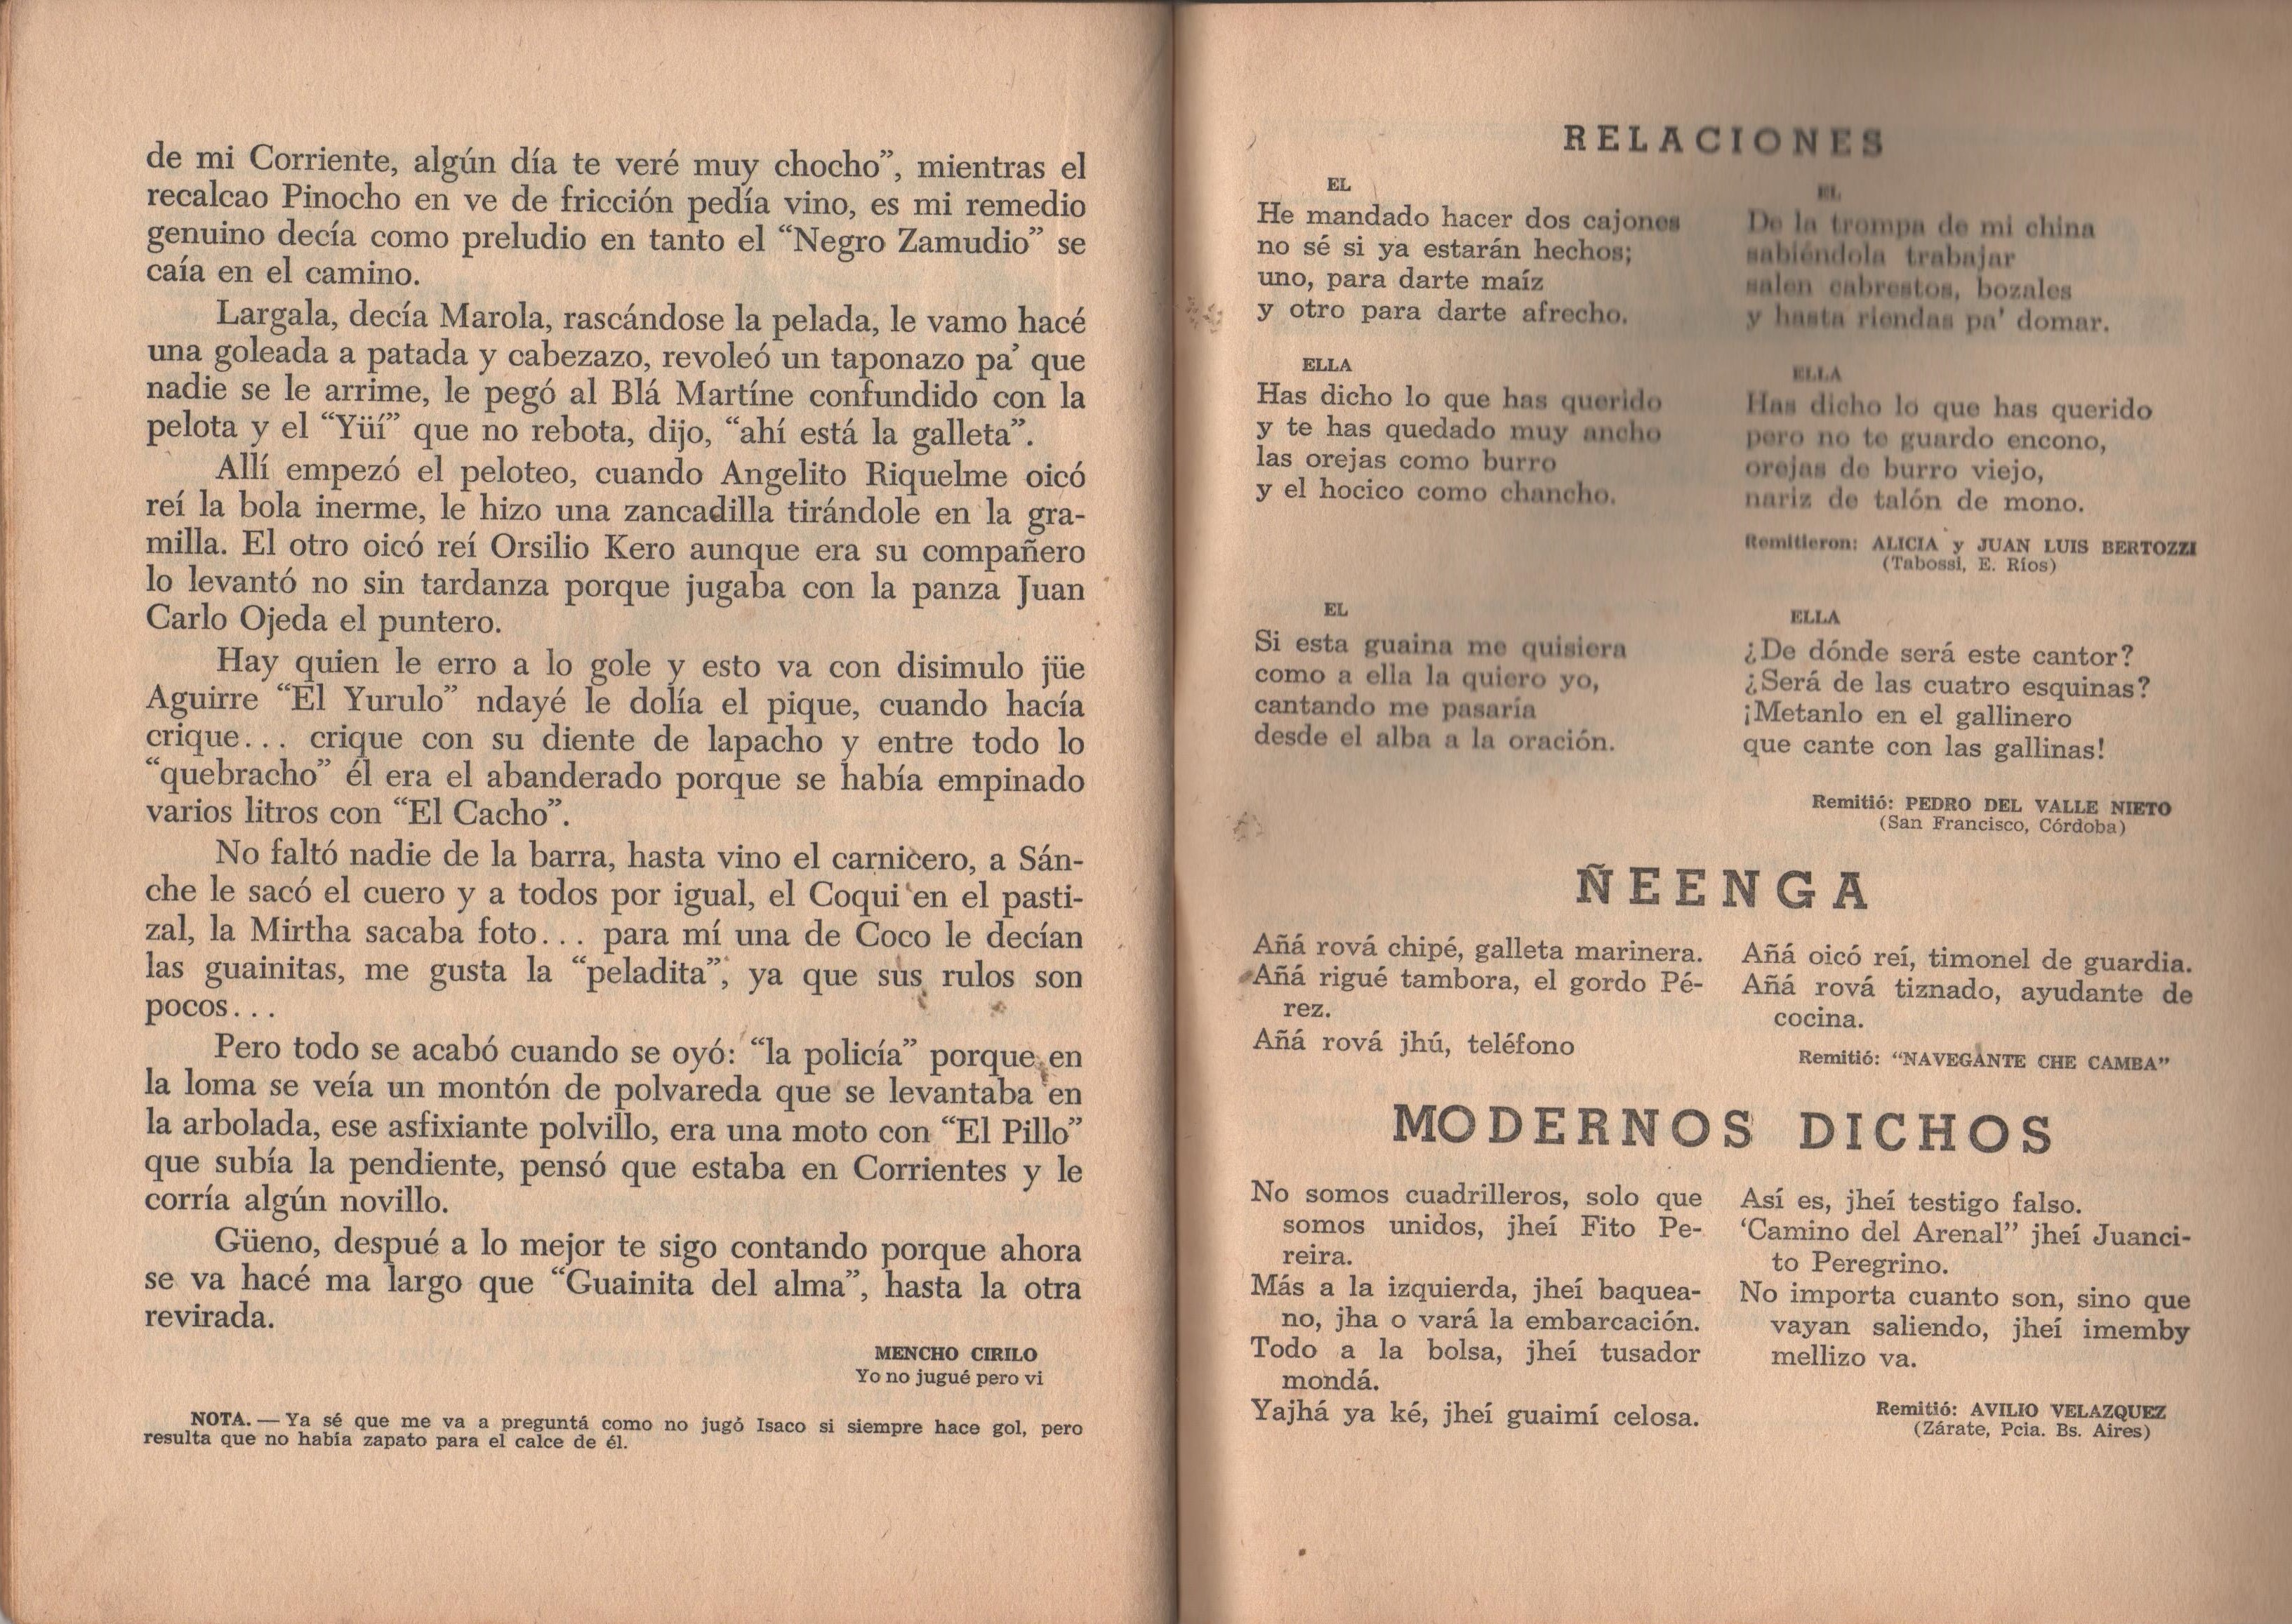 de mi Corriente, algún día te veré muy chocho”, mientras el
recalcao Pinocho en ve de fricción pedía vino, es mi remedio
genuino decía como preludio en tanto el “Negro Zamudio” se
caía en el camino.
Largala, decía Marola, rascándose la pelada, le vamo hacé
una goleada a patada y cabezazo, revoleó un taponazo pa’ que
nadie se le arrime, le pegó al Blá Martíne confundido con la
pelota y el “Yüí” que no rebota, dijo, “ahí está la galleta”.
Allí empezó el peloteo, cuando Angelito Riquelme oicó
reí la bola inerme, le hizo una zancadilla tirándole en la gra-
milla. El otro oicó reí Orsilio Kero aunque era su compañero
lo levantó no sin tardanza porque jugaba con la panza Juan
Carlo Ojeda el puntero.
Hay quien le erro a lo gole y esto va con disimulo jüe
Aguirre “El Yurulo” ndayé le dolía el pique, cuando hacía
crique... crique con su diente de lapacho y entre todo lo
“quebracho” él era el abanderado porque se había empinado
varios litros con “El Cacho”.
No faltó nadie de la barra, hasta vino el carnicero, a Sán-
che le sacó el cuero y a todos por igual, el Coqui en el pasti-
zal, la Mirtha sacaba foto... para mí una de Coco le decían
las guainitas, me gusta la “peladita”, ya que sus rulos son
pocos...
Pero todo se acabó cuando se oyó: “la policía” porque en
la loma se veía un montón de polvareda que se levantaba en
la arbolada, ese asfixiante polvillo, era una moto con “El Pillo”
que subía la pendiente, pensó que estaba en Corrientes y le
corría algún novillo.
Güeno, despué a lo mejor te sigo contando porque ahora
se va hacé ma largo que “Guainita del alma”, hasta la otra
revirada.
MENCHO CIRILO
Yo no jugué pero vi
NOTA. — Ya sé que me va a preguntá como no jugó Isaco si siempre hace gol, pero
resulta que no había zapato para el calce de él.
RELACIONES
EL
He mandado hacer dos cajones
no sé si ya estarán hechos;
uno, para darte maíz
y otro para darte afrecho.
ELLA
Has dicho lo que has querido
y te has quedado muy ancho
las orejas como burro
y el hocico como chancho.
EL
De la trompa de mi china
sabiéndola trabajar
salen cabrestos, bozales
y hasta riendas pa’ domar.
ELLA
Has dicho lo que has querido
pero no te guardo encono,
orejas de burro viejo,
nariz de talón de mono.
Remitieron: ALICIA y JUAN LUIS BERTOZZI
(Tabossi, E. Ríos)
EL
Si esta guaina me quisiera
como a ella la quiero yo,
cantando me pasaría
desde el alba a la oración.
ELLA
¿De dónde será este cantor?
¿Será de las cuatro esquinas?
¡Metanlo en el gallinero
que cante con las gallinas!
Remitió: PEDRO DEL VALLE NIETO
(San Francisco, Córdoba)
ÑEENGA
Añá rová chipé, galleta marinera.
Añá rigué tambora, el gordo Pé-
rez.
Añá rová jhú, teléfono
Añá oicó reí, timonel de guardia.
Añá rová tiznado, ayudante de
cocina.
Remitió: “NAVEGANTE CHE CAMBA”
MODERNOS DICHOS
No somos cuadrilleros, solo que
somos unidos, jheí Fito Pe-
reira.
Más a la izquierda, jheí baquea-
no, jha o vará la embarcación.
Todo a la bolsa, jheí tusador
mondá.
Yajhá ya ké, jheí guaimí celosa.
Así es, jheí testigo falso.
‘Camino del Arenal” jheí Juanci-
to Peregrino.
No importa cuanto son, sino que
vayan saliendo, jheí imemby
mellizo va.
Remitió: AVILIO VELAZQUEZ
(Zárate, Pcia. Bs. Aires)